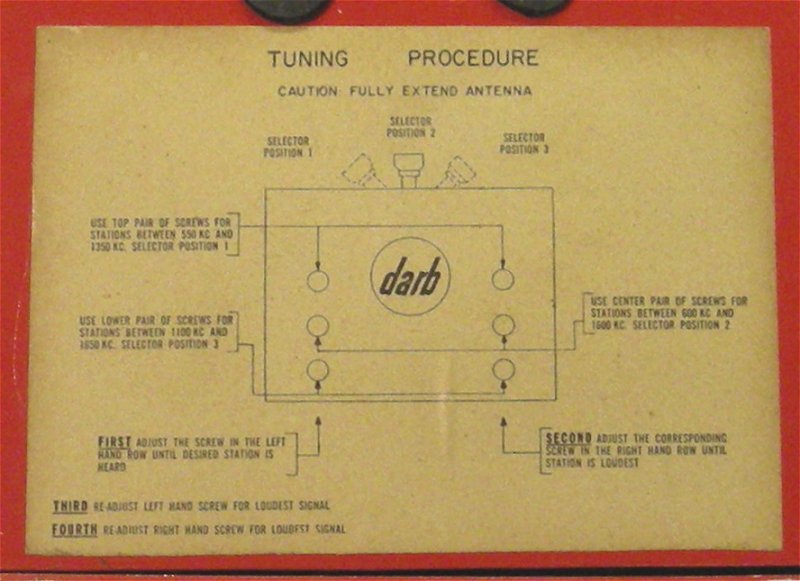 TUNING PROCEDURE
CAUTION: FULLY EXTEND ANTENNA
SELECTOR
POSITION 1
SELECTOR
POSITION 2
SELECTOR
POSITION 3
USE TOP PAIR OF SCREWS FOR
STATIONS BETWEEN 550 KC AND
1350 KC. SELECTOR POSITION 1
darb
USE LOWER PAIR OF SCREWS FOR
STATIONS BETWEEN 1100 KC AND
1650 KC. SELECTOR POSITION 3
USE CENTER PAIR OF SCREWS FOR
STATIONS BETWEEN 600 KC AND
1600 KC. SELECTOR POSITION 2
FIRST ADJUST THE SCREW IN THE LEFT
HAND ROW UNTIL DESIRED STATION IS
HEARD
SECOND ADJUST THE CORRESPONDING
SCREW IN THE RIGHT HAND ROW UNTIL
STATION IS LOUDEST
THIRD RE-ADJUST LEFT HAND SCREW FOR LOUDEST SIGNAL
FOURTH RE-ADJUST RIGHT HAND SCREW FOR LOUDEST SIGNAL